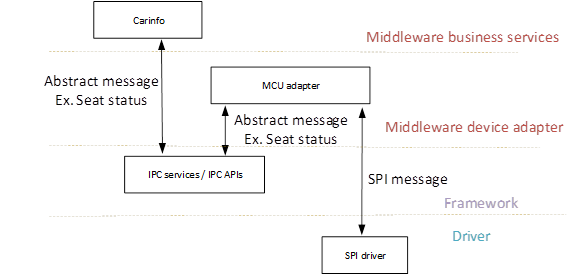 Carinfo
Middleware business services
Abstract message
Ex. Seat status
MCU adapter
Abstract message
Ex. Seat status
Middleware device adapter
IPC services / IPC APIs
SPI message
Framework
Driver
SPI driver